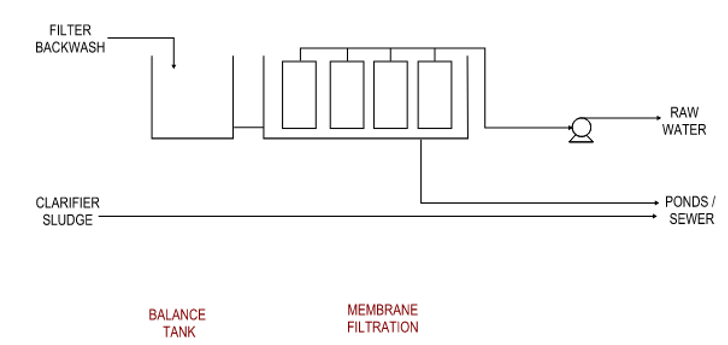 FILTER
BACKWASH
RAW
WATER
CLARIFIER
SLUDGE
PONDS /
SEWER
BALANCE
TANK
MEMBRANE
FILTRATION